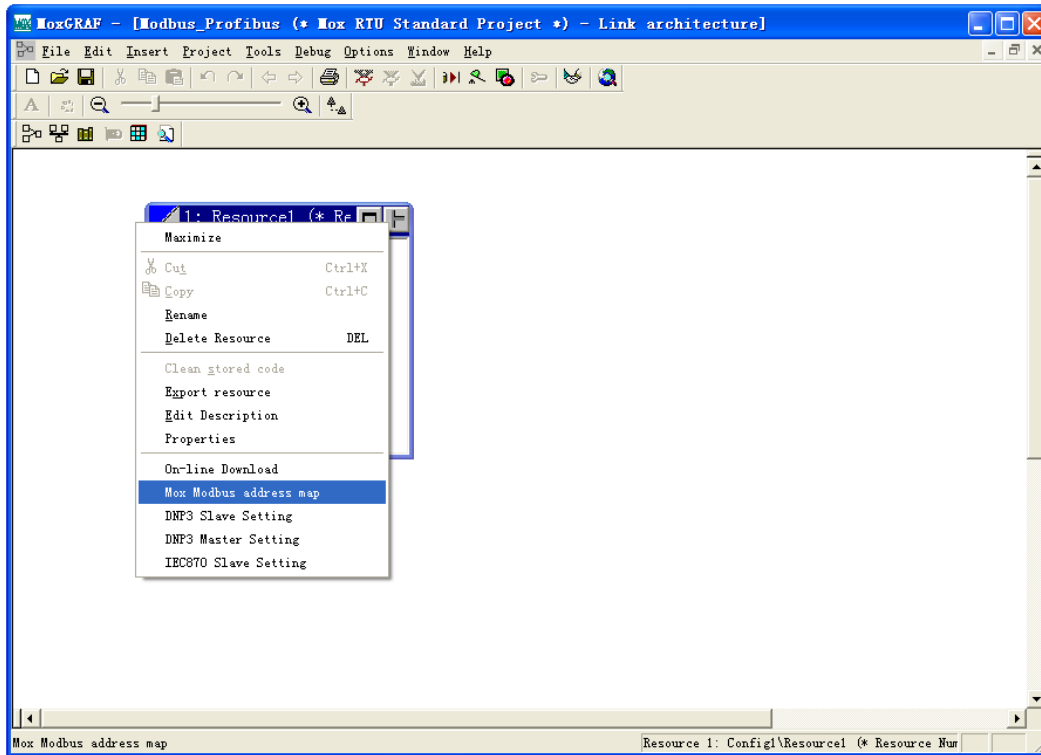 MoxGRAF - [Modbus_Profibus (* Mox RTU Standard Project *) - Link architecture]
File Edit Insert Project Tools Debug Options Window Help
1: Resource1 (* Re
Maximize
Cut Ctrl+X
Copy Ctrl+C
Rename
Delete Resource DEL
Clean stored code
Export resource
Edit Description
Properties
On-line Download
Mox Modbus address map
DNP3 Slave Setting
DNP3 Master Setting
IEC870 Slave Setting
Mox Modbus address map Resource 1: Config1\Resource1 (* Resource Num